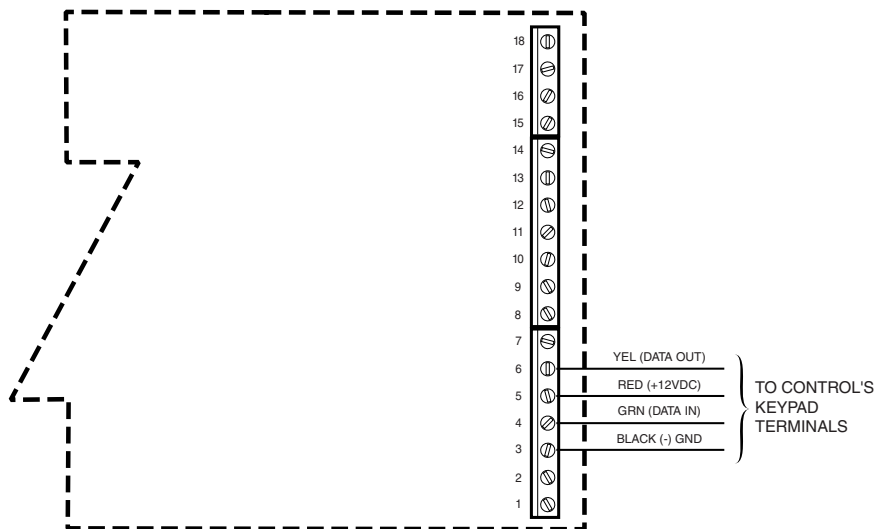 18
17
16
15
14
13
12
11
10
9
8
7
6
5
4
3
2
1
YEL (DATA OUT)
RED (+12VDC)
GRN (DATA IN)
BLACK (-) GND
TO CONTROL'S
KEYPAD
TERMINALS